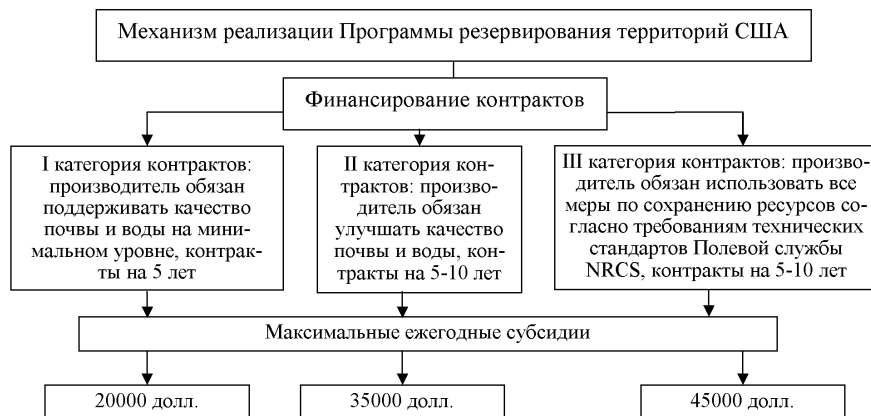 Механизм реализации Программы резервирования территорий США
Финансирование контрактов
I категория контрактов:
производитель обязан
поддерживать качество
почвы и воды на мини-
мальном уровне, контрак-
ты на 5 лет
II категория кон-
трактов: произво-
дитель обязан
улучшать качество
почвы и воды, кон-
тракты на 5-10 лет
III категория контрактов: произво-
дитель обязан использовать все
меры по сохранению ресурсов со-
гласно требованиям технических
стандартов Полевой службы
NRCS, контракты на 5-10 лет
Максимальные ежегодные субсидии
20000 долл.
35000 долл.
45000 долл.